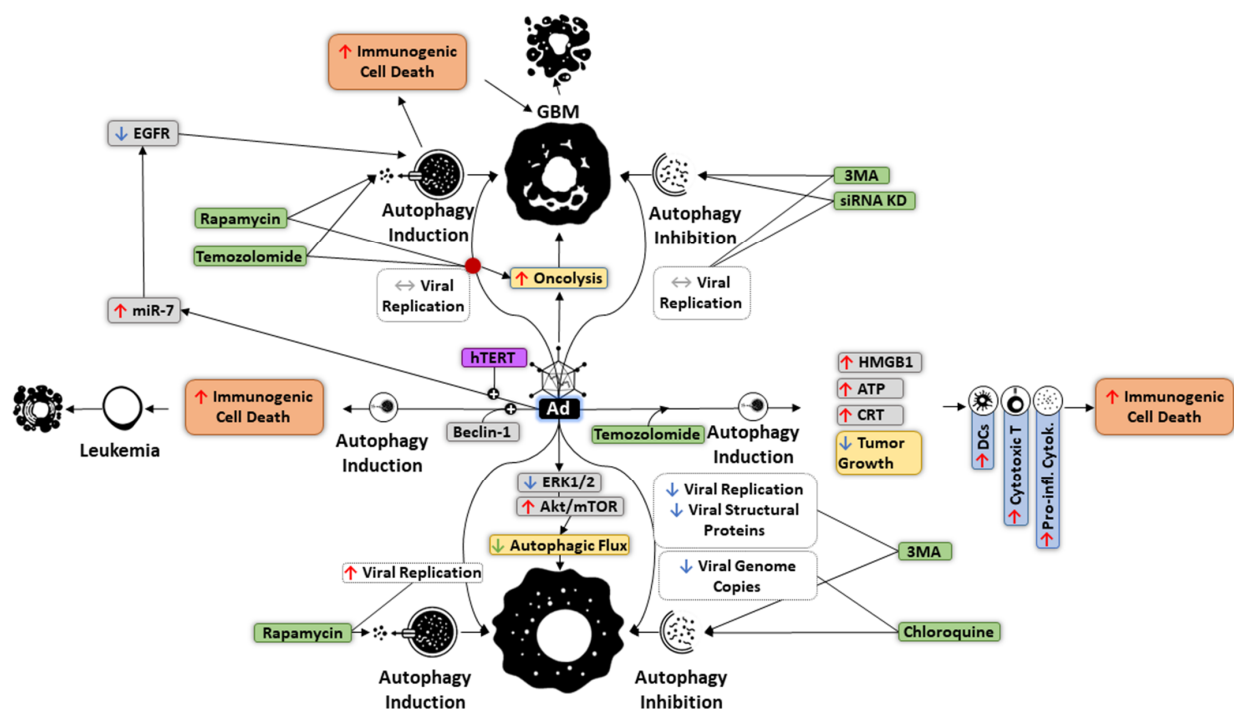 ↑ Immunogenic
Cell Death
GBM
↓ EGFR
3MA
siRNA KD
Rapamycin
Autophagy
Induction
Autophagy
Inhibition
Temozolomide
↔ Viral
Replication
↑ Oncolysis
↔ Viral
Replication
↑ miR-7
hTERT
↑ HMGB1
↑ ATP
↑ CRT
↓ Tumor
Growth
↑ Immunogenic
Cell Death
Ad
Beclin-1
Temozolomide
↑ DCs
↑ Cytotoxic T
↑ Pro-infl. Cytok.
↑ Immunogenic
Cell Death
Leukemia
Autophagy
Induction
Autophagy
Induction
↓ ERK1/2
↑ Akt/mTOR
↓ Autophagic Flux
↓ Viral Replication
↓ Viral Structural
Proteins
3MA
↑ Viral Replication
↓ Viral Genome
Copies
Rapamycin
Chloroquine
Autophagy
Induction
Autophagy
Inhibition